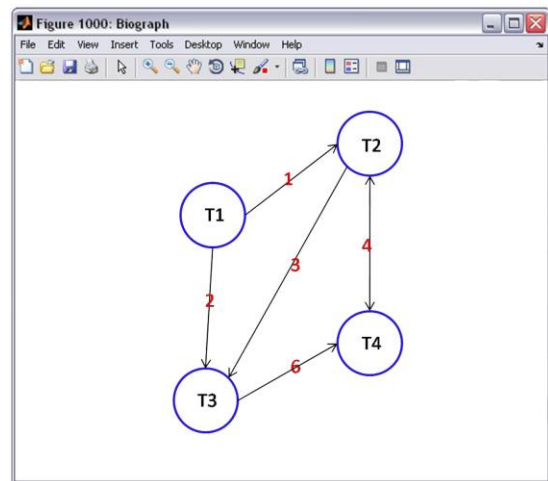 Figure 1000: Biograph
File Edit View Insert Tools Desktop Window Help
T2
1
T1
4
3
2
T4
6
T3